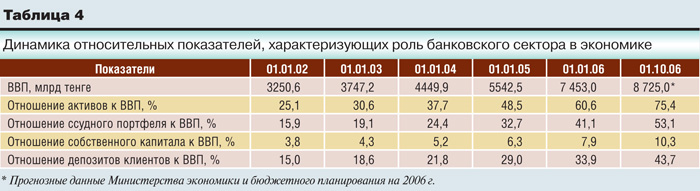 Таблица 4
Динамика относительных показателей, характеризующих роль банковского сектора в экономике
Показатели 01.01.02 01.01.03 01.01.04 01.01.05 01.01.06 01.10.06
ВВП, млрд тенге 3250,6 3747,2 4449,9 5542,5 7 453,0 8 725,0*
Отношение активов к ВВП, % 25,1 30,6 37,7 48,5 60,6 75,4
Отношение ссудного портфеля к ВВП, % 15,9 19,1 24,4 32,7 41,1 53,1
Отношение собственного капитала к ВВП, % 3,8 4,3 5,2 6,3 7,9 10,3
Отношение депозитов клиентов к ВВП, % 15,0 18,6 21,8 29,0 33,9 43,7
* Прогнозные данные Министерства экономики и бюджетного планирования на 2006 г.